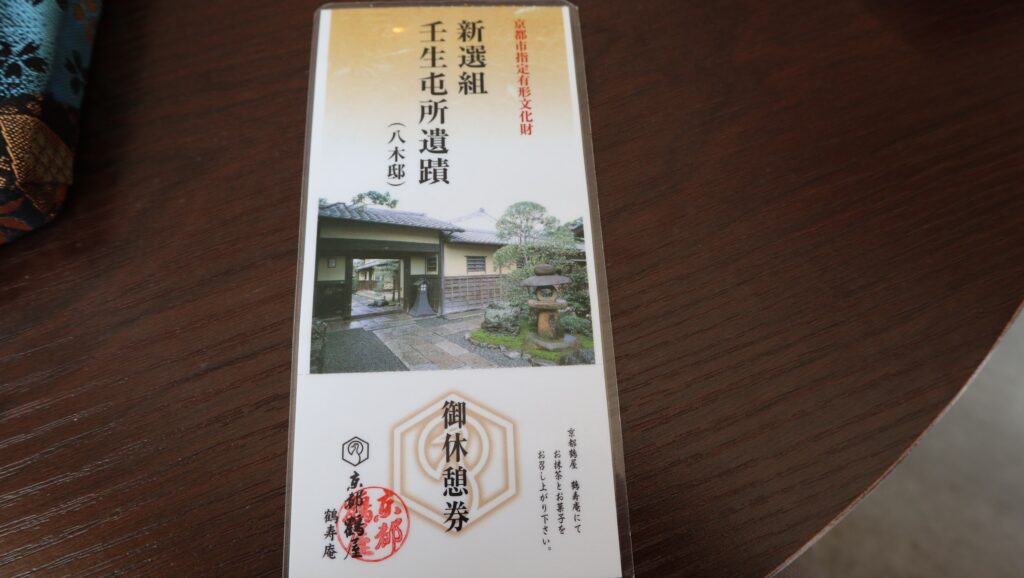 京都市指定有形文化財
新選組
壬生屯所遺蹟
(八木邸)
御休憩券
京都鶴屋 鶴寿庵にて
お抹茶とお菓子を
お召し上がり下さい。
京都鶴屋
鶴寿庵
京都
鶴屋